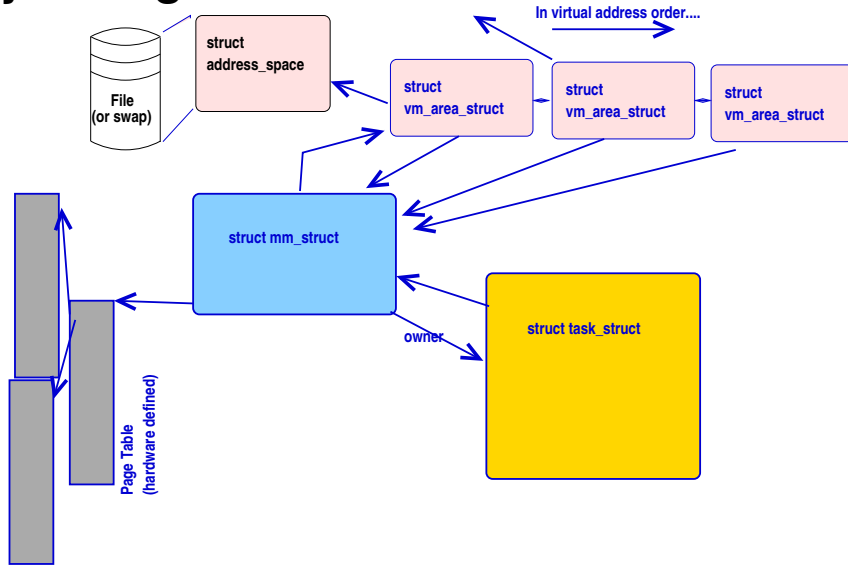 In virtual address order....
struct
address_space
File
(or swap)
struct
vm_area_struct
struct
vm_area_struct
struct
vm_area_struct
struct mm_struct
owner
struct task_struct
Page Table
(hardware defined)